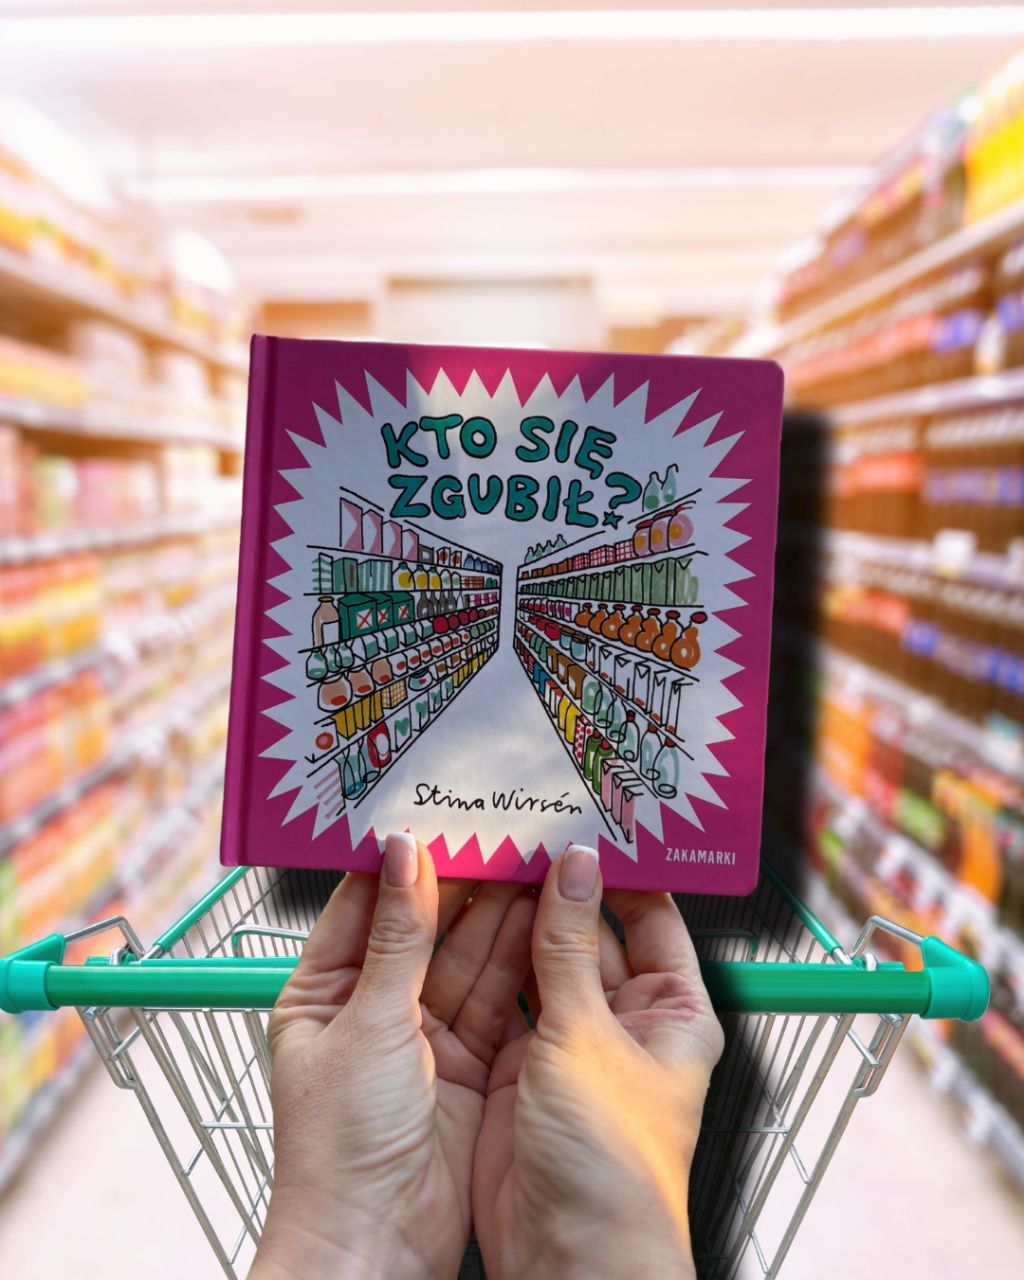 KTO SIĘ
ZGUBIŁ?
Stina Wirsén
ZAKAMARKI